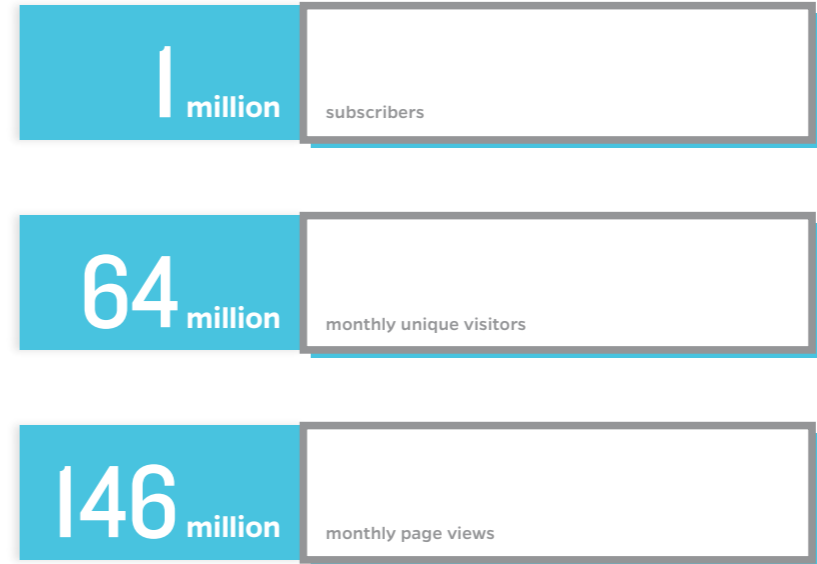 1 million subscribers
64 million monthly unique visitors
146 million monthly page views